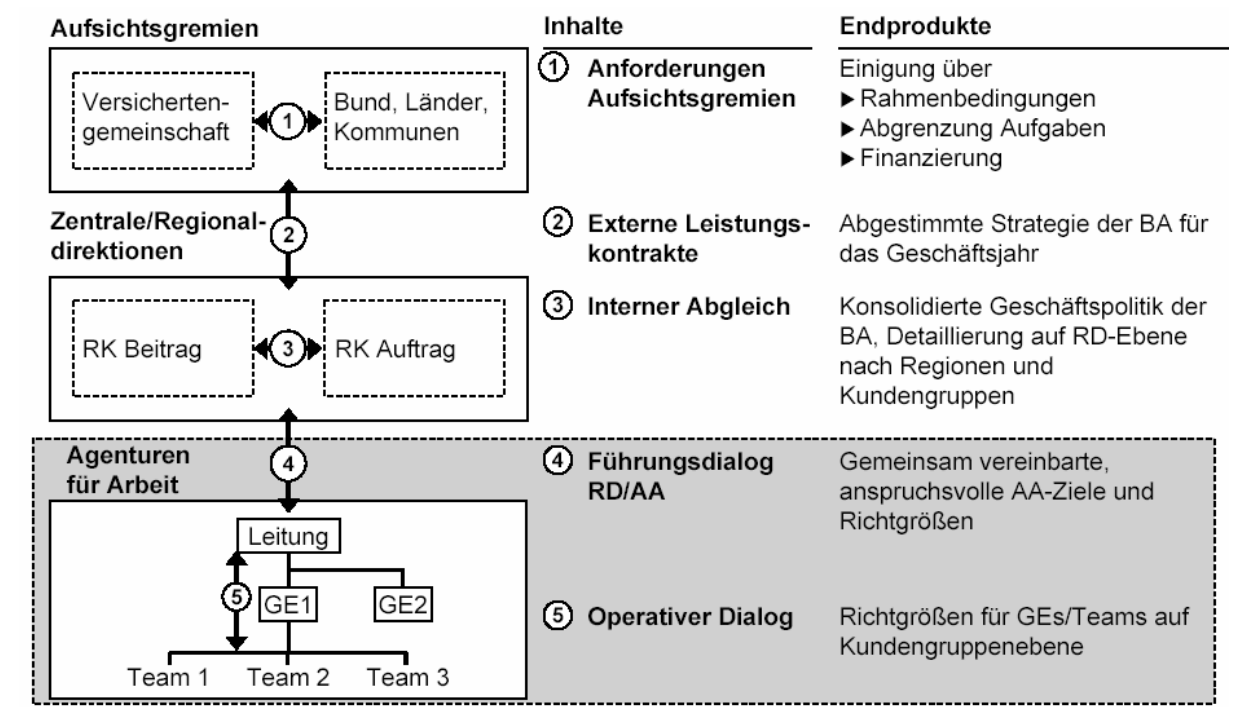 Aufsichtsgremien
Inhalte
Endprodukte
Versicherten-
gemeinschaft
1
Bund, Länder,
Kommunen
1 Anforderungen
Aufsichtsgremien
Einigung über
▶ Rahmenbedingungen
▶ Abgrenzung Aufgaben
▶ Finanzierung
Zentrale/Regional-
direktionen
2
2 Externe Leistungs-
kontrakte
Abgestimmte Strategie der BA für
das Geschäftsjahr
RK Beitrag
3
RK Auftrag
3 Interner Abgleich
Konsolidierte Geschäftspolitik der
BA, Detaillierung auf RD-Ebene
nach Regionen und
Kundengruppen
Agenturen
für Arbeit
4
4 Führungsdialog
RD/AA
Gemeinsam vereinbarte,
anspruchsvolle AA-Ziele und
Richtgrößen
Leitung
5
GE1
GE2
Team 1
Team 2
Team 3
5 Operativer Dialog
Richtgrößen für GEs/Teams auf
Kundengruppenebene